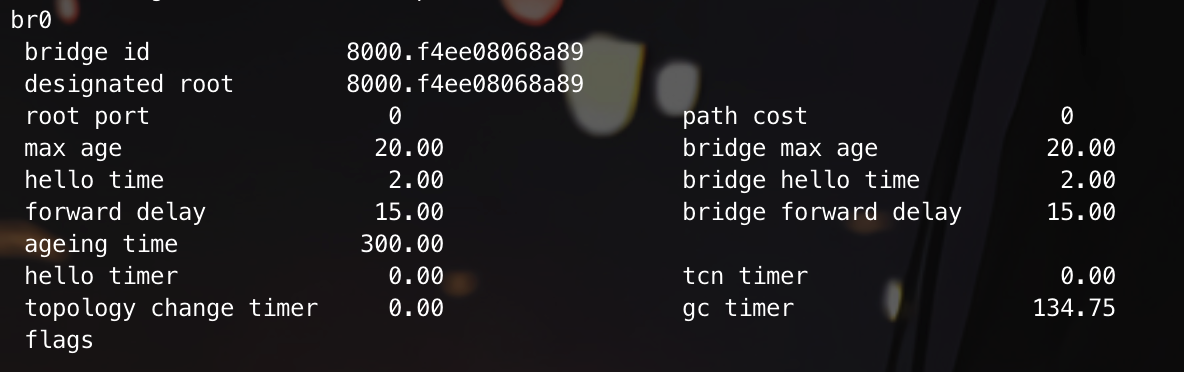 br0
bridge id 8000.f4ee08068a89
designated root 8000.f4ee08068a89
root port 0 path cost 0
max age 20.00 bridge max age 20.00
hello time 2.00 bridge hello time 2.00
forward delay 15.00 bridge forward delay 15.00
ageing time 300.00
hello timer 0.00 tcn timer 0.00
topology change timer 0.00 gc timer 134.75
flags